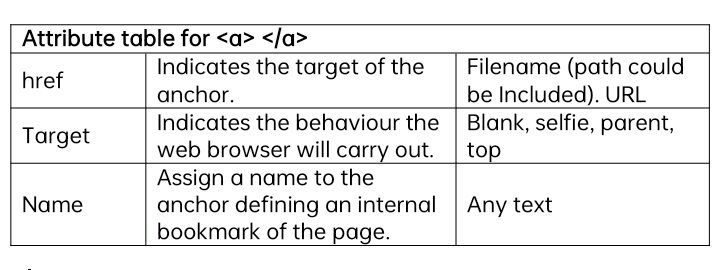 Attribute table for <a> </a>
href
Indicates the target of the
anchor.
Filename (path could
be Included). URL
Target
Indicates the behaviour the
web browser will carry out.
Blank, selfie, parent,
top
Name
Assign a name to the
anchor defining an internal
bookmark of the page.
Any text